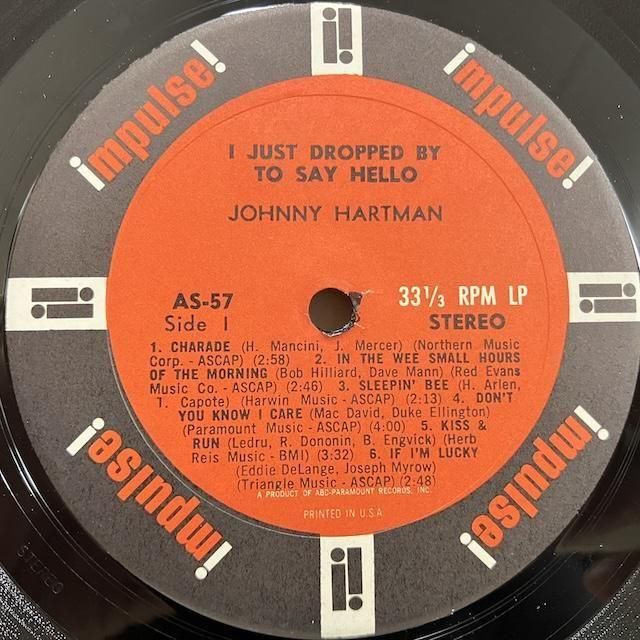 impulse!
impulse!
I JUST DROPPED BY
TO SAY HELLO
JOHNNY HARTMAN
AS-57
Side 1
33⅓ RPM LP
STEREO
1. CHARADE (H. Mancini, J. Mercer) (Northern Music
Corp. - ASCAP) (2:58) 2. IN THE WEE SMALL HOURS
OF THE MORNING (Bob Hilliard, Dave Mann) (Red Evans
Music Co. - ASCAP) (2:46) 3. SLEEPIN' BEE (H. Arlen,
T. Capote) (Harwin Music - ASCAP) (2:13) 4. DON'T
YOU KNOW I CARE (Mac David, Duke Ellington)
(Paramount Music - ASCAP) (4:00) 5. KISS &
RUN (Ledru, R. Dononin, B. Engvick) (Herb
Reis Music - BMI) (3:32) 6. IF I'M LUCKY
(Eddie DeLange, Joseph Myrow)
(Triangle Music - ASCAP) (2:48)
A PRODUCT OF ABC-PARAMOUNT RECORDS, INC.
PRINTED IN U.S.A.
impulse!
impulse!
STEREO